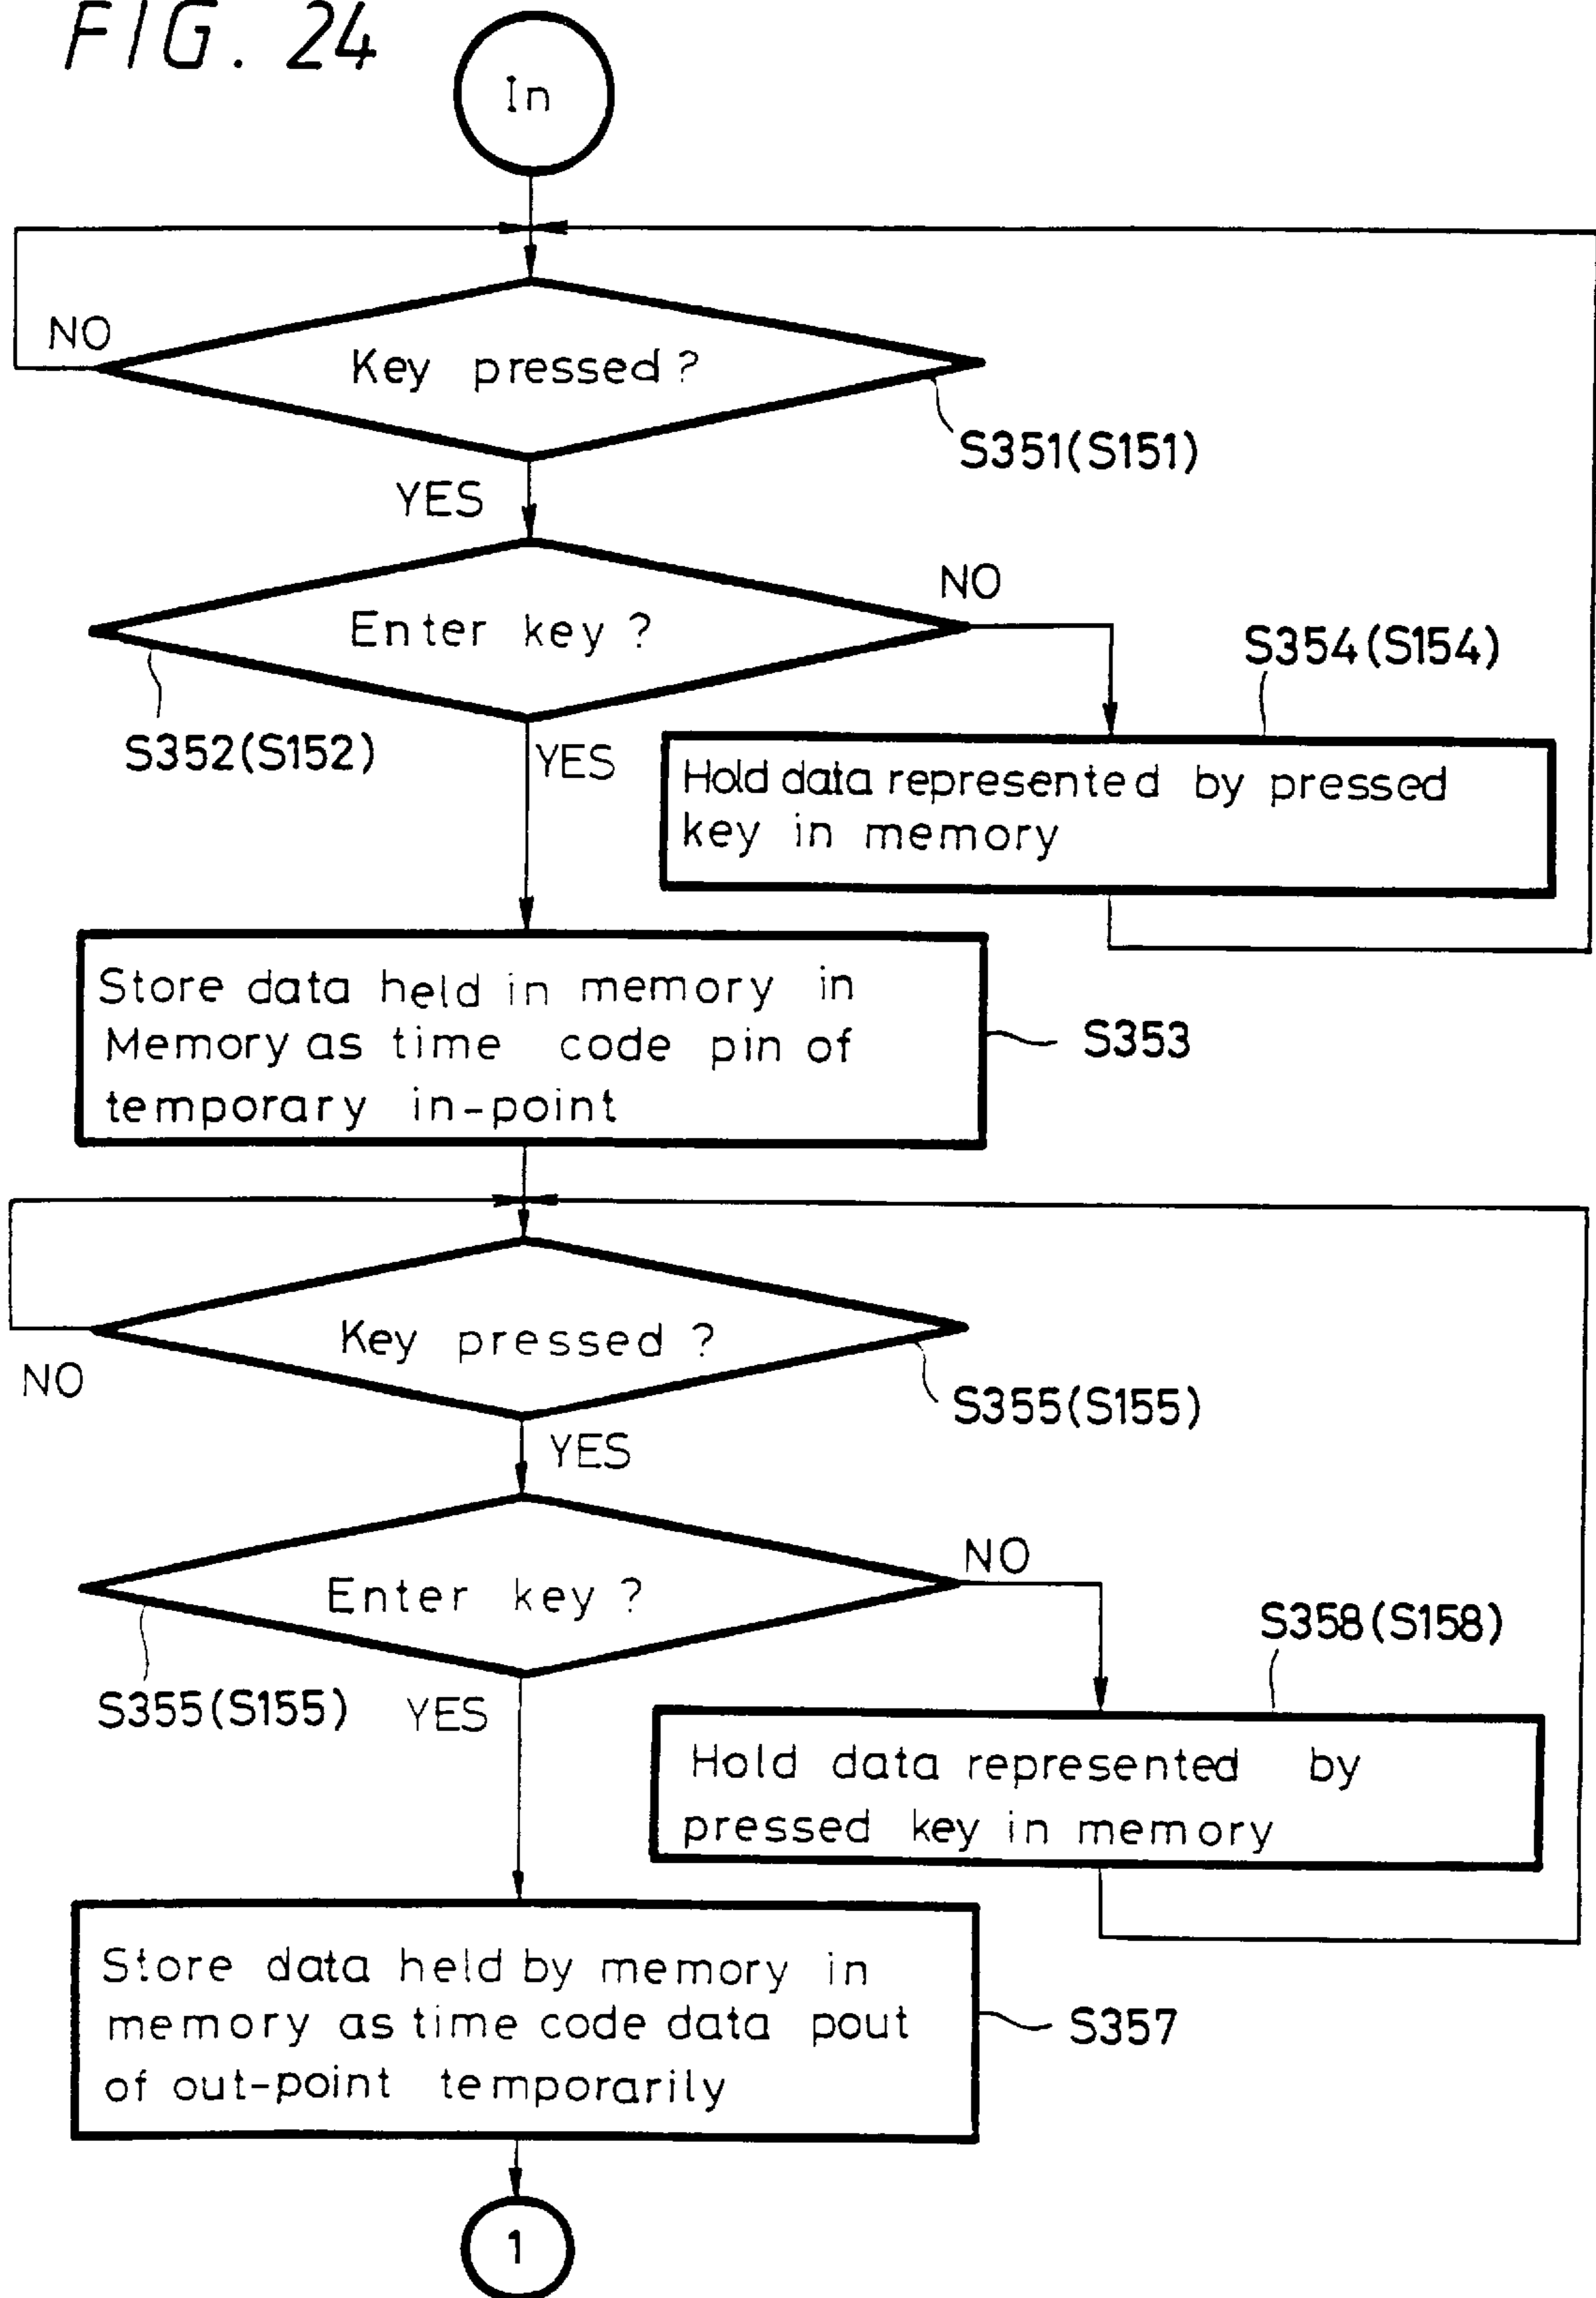 FIG. 24
In
NO
Key pressed?
S351(S151)
YES
NO
Enter key?
S354(S154)
S352(S152)
YES
Hold data represented by pressed
key in memory
Store data held in memory in
Memory as time code pin of
temporary in-point
S353
Key pressed ?
NO
S355(S155)
YES
NO
Enter key ?
S358(S158)
S355(S155)
YES
Hold data represented by
pressed key in memory
Store data held by memory in
memory as time code data pout
of out-point temporarily
S357
1